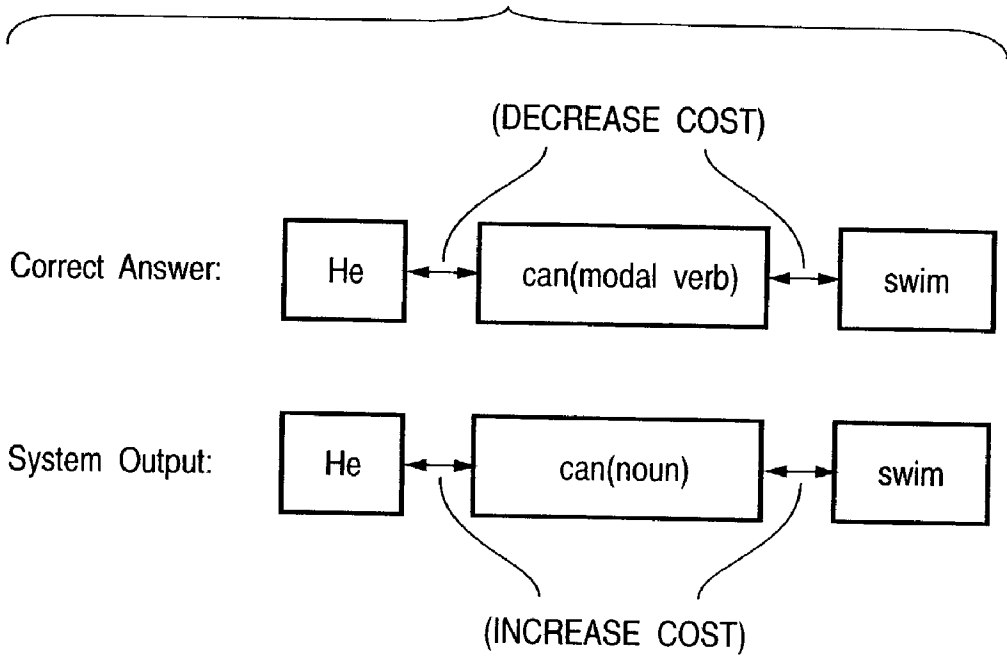 (DECREASE COST)
Correct Answer: He can(modal verb) swim
System Output: He can(noun) swim
(INCREASE COST)